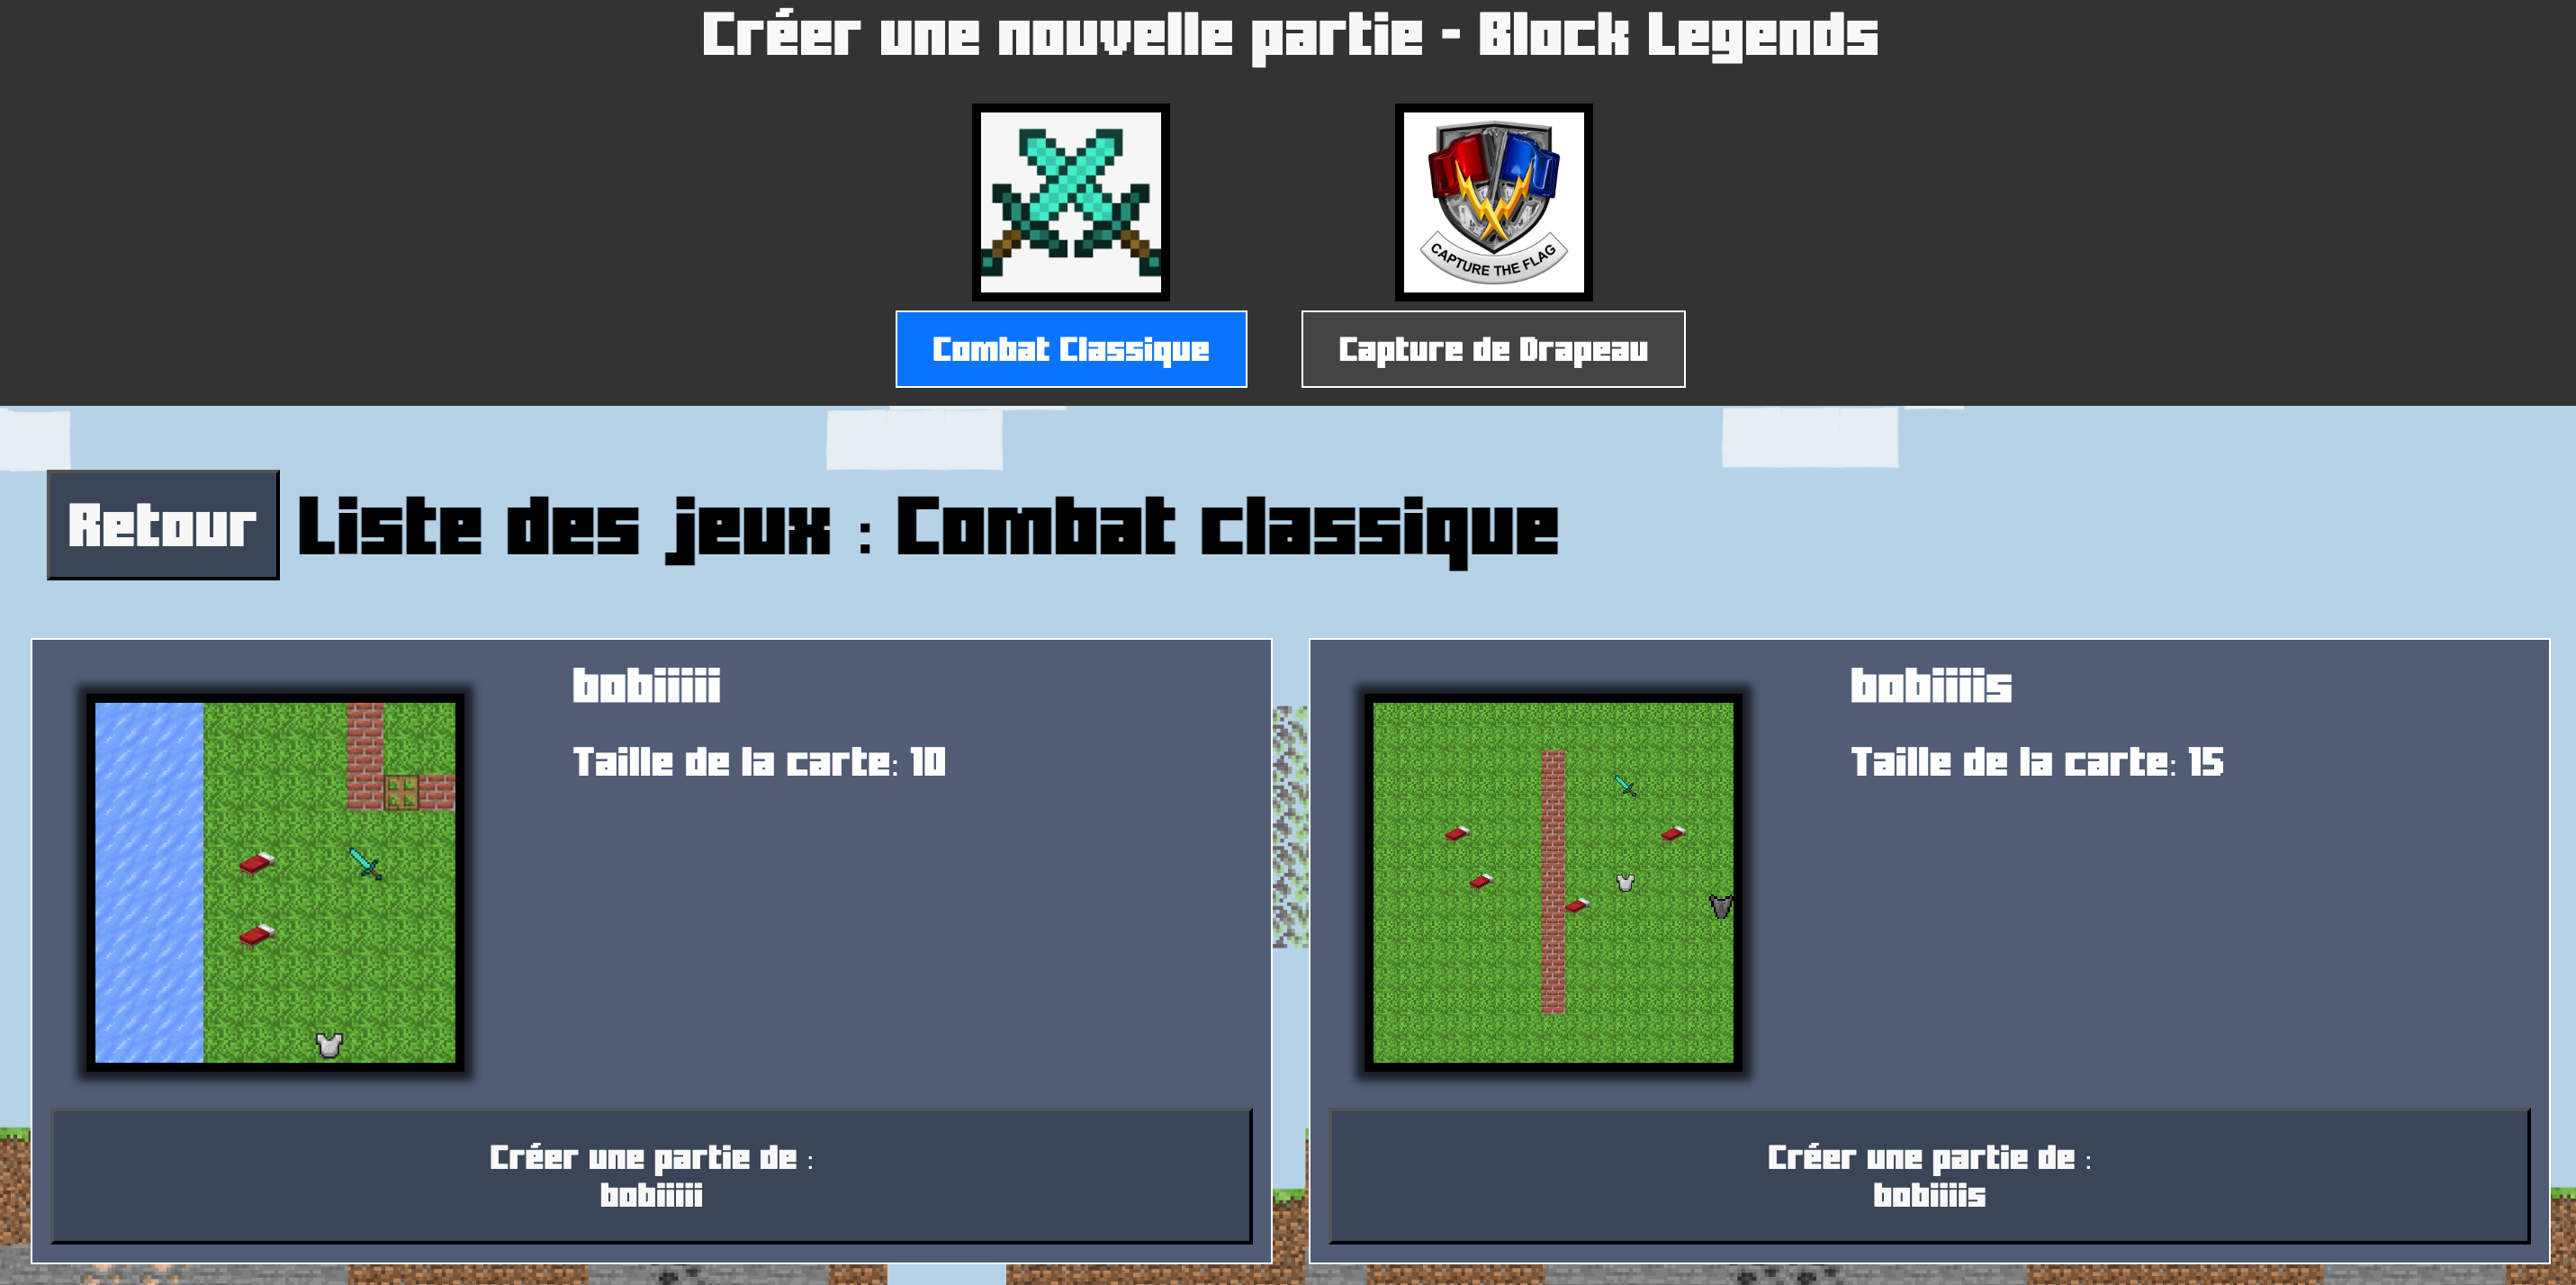 Créer une nouvelle partie - Block Legends
CAPTURE THE FLAG
Combat Classique
Capture de Drapeau
Retour
Liste des jeux : Combat classique
bobiiiii
Taille de la carte: 10
Créer une partie de :
bobiiiii
bobiiiis
Taille de la carte: 15
Créer une partie de :
bobiiiis